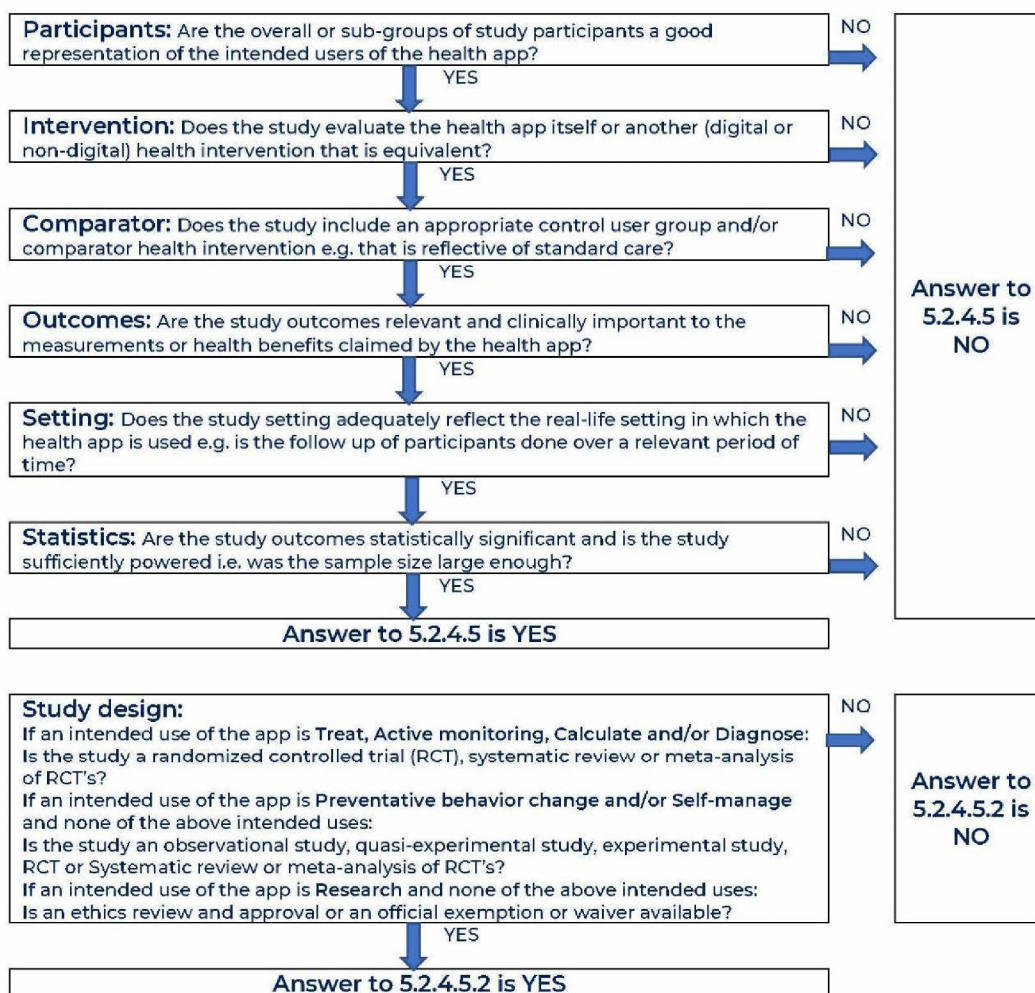 Participants: Are the overall or sub-groups of study participants a good
representation of the intended users of the health app?
NO
YES
Intervention: Does the study evaluate the health app itself or another (digital or
non-digital) health intervention that is equivalent?
NO
YES
Comparator: Does the study include an appropriate control user group and/or
comparator health intervention e.g. that is reflective of standard care?
NO
YES
Outcomes: Are the study outcomes relevant and clinically important to the
measurements or health benefits claimed by the health app?
NO
YES
Setting: Does the study setting adequately reflect the real-life setting in which the
health app is used e.g. is the follow up of participants done over a relevant period of
time?
NO
YES
Statistics: Are the study outcomes statistically significant and is the study
sufficiently powered i.e. was the sample size large enough?
NO
YES
Answer to
5.2.4.5 is
NO
Answer to 5.2.4.5 is YES
Study design:
If an intended use of the app is Treat, Active monitoring, Calculate and/or Diagnose:
Is the study a randomized controlled trial (RCT), systematic review or meta-analysis
of RCT's?
If an intended use of the app is Preventative behavior change and/or Self-manage
and none of the above intended uses:
Is the study an observational study, quasi-experimental study, experimental study,
RCT or Systematic review or meta-analysis of RCT's?
If an intended use of the app is Research and none of the above intended uses:
Is an ethics review and approval or an official exemption or waiver available?
NO
YES
Answer to
5.2.4.5.2 is
NO
Answer to 5.2.4.5.2 is YES